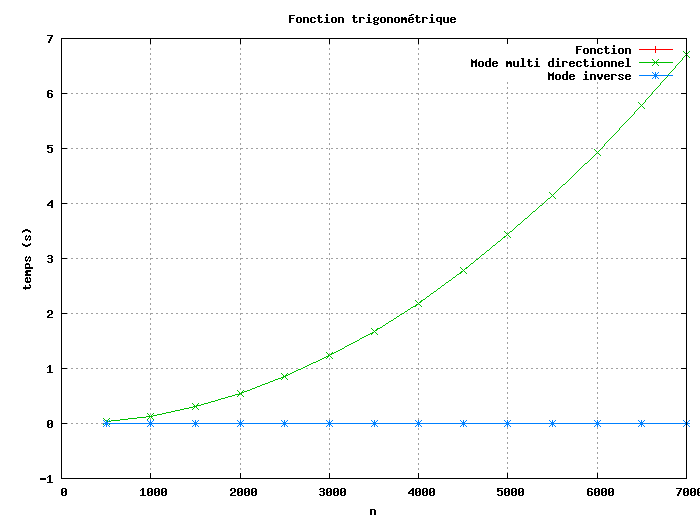 Fonction trigonométrique
7
6
5
4
3
2
1
0
-1
temps (s)
Fonction
Mode multi directionnel
Mode inverse
0 1000 2000 3000 4000 5000 6000 7000
n